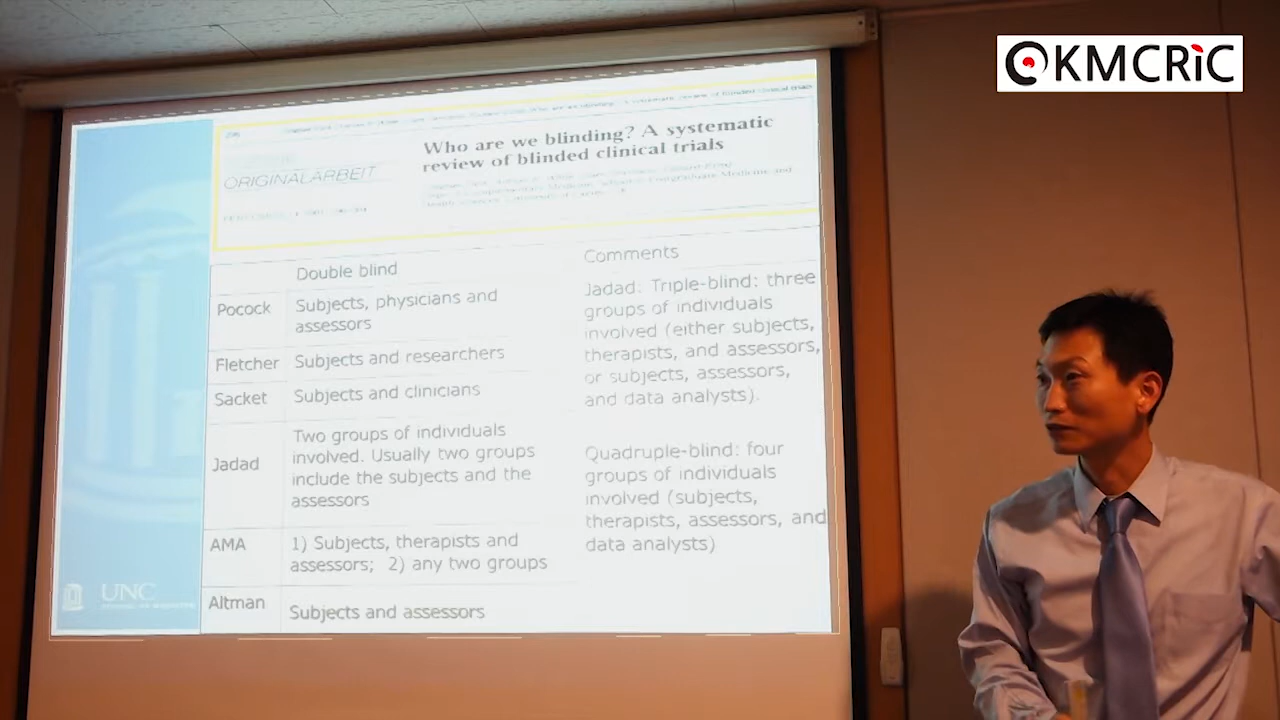 KMCRiC
Who are we blinding? A systematic
review of blinded clinical trials
ORIGINALARBEIT
Double blind
Comments
Pocock
Subjects, physicians and
assessors
Fletcher
Subjects and researchers
Sacket
Subjects and clinicians
Jadad
Two groups of individuals
involved. Usually two groups
include the subjects and the
assessors
AMA
1) Subjects, therapists and
assessors; 2) any two groups
Altman
Subjects and assessors
Jadad: Triple-blind: three
groups of individuals
involved (either subjects,
therapists, and assessors,
or subjects, assessors,
and data analysts).
Quadruple-blind: four
groups of individuals
involved (subjects,
therapists, assessors, and
data analysts)
UNC